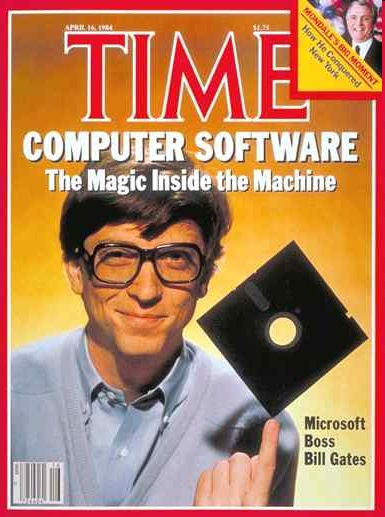 APRIL 16, 1984
$1.75
MONDALE'S BIG MOMENT
How He Conquered
New York
TIME
COMPUTER SOFTWARE
The Magic Inside the Machine
Microsoft
Boss
Bill Gates